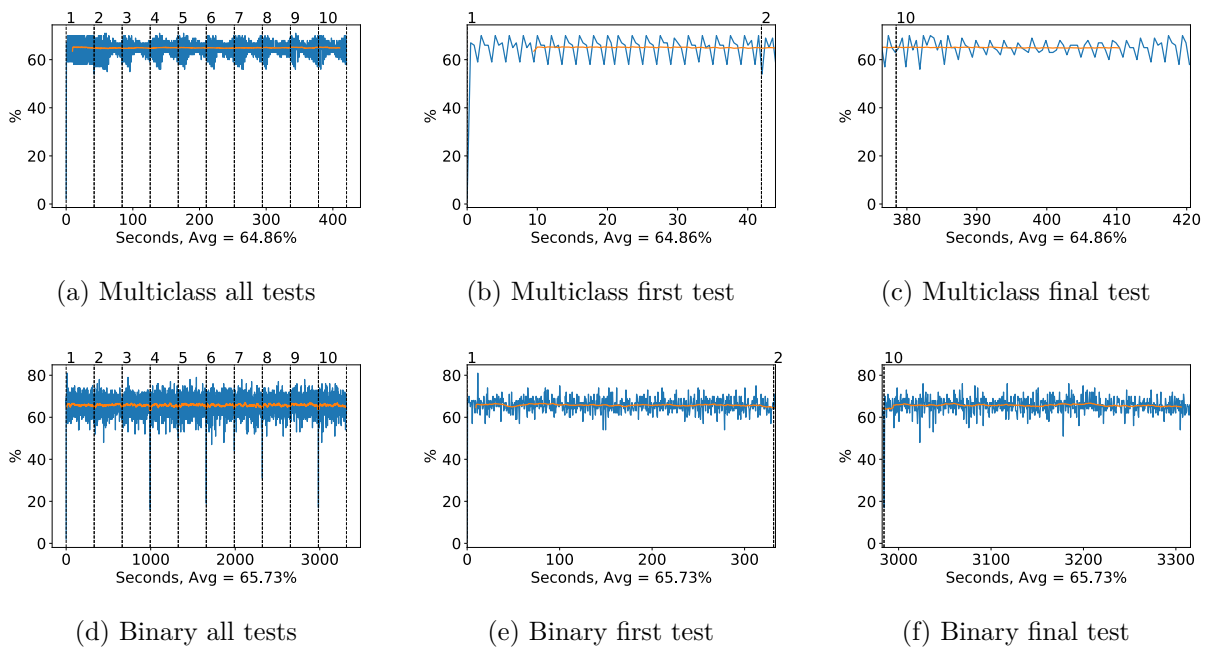 1 2 3 4 5 6 7 8 9 10
60
40
20
0
%
0 100 200 300 400
Seconds, Avg = 64.86%
(a) Multiclass all tests
1 2
60
40
20
0
%
0 10 20 30 40
Seconds, Avg = 64.86%
(b) Multiclass first test
10
60
40
20
0
%
380 390 400 410 420
Seconds, Avg = 64.86%
(c) Multiclass final test
1 2 3 4 5 6 7 8 9 10
80
60
40
20
0
%
0 1000 2000 3000
Seconds, Avg = 65.73%
(d) Binary all tests
1 2
80
60
40
20
0
%
0 100 200 300
Seconds, Avg = 65.73%
(e) Binary first test
10
80
60
40
20
0
%
3000 3100 3200 3300
Seconds, Avg = 65.73%
(f) Binary final test